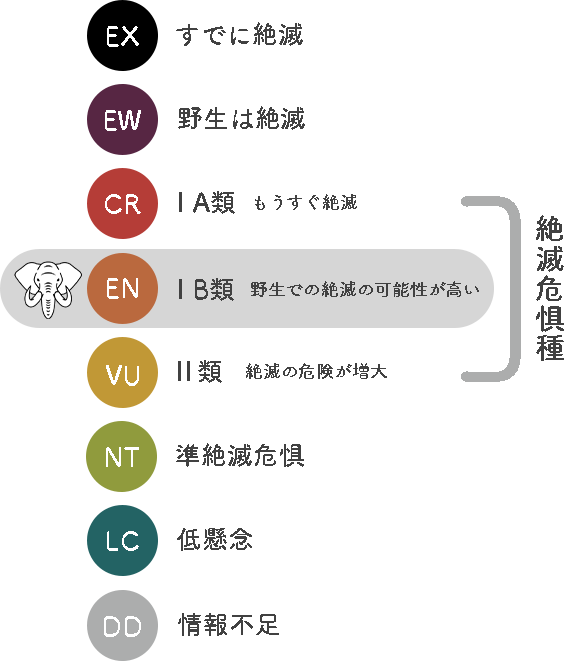 EX すでに絶滅
EW 野生は絶滅
CR ⅠA類 もうすぐ絶滅
EN ⅠB類 野生での絶滅の可能性が高い
VU Ⅱ類 絶滅の危険が増大
絶滅危惧種
NT 準絶滅危惧
LC 低懸念
DD 情報不足